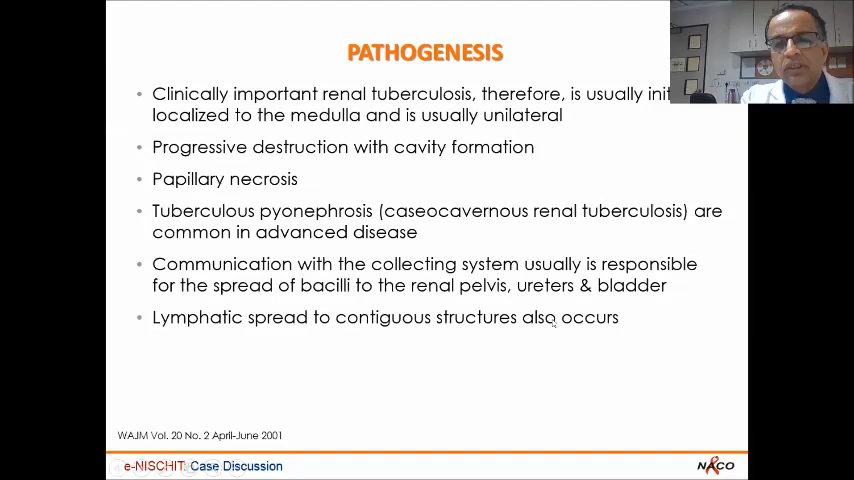 PATHOGENESIS
• Clinically important renal tuberculosis, therefore, is usually
localized to the medulla and is usually unilateral
• Progressive destruction with cavity formation
• Papillary necrosis
• Tuberculous pyonephrosis (caseocavernous renal tuberculosis) are
common in advanced disease
• Communication with the collecting system usually is responsible
for the spread of bacilli to the renal pelvis, ureters & bladder
• Lymphatic spread to contiguous structures also occurs
WAJM Vol. 20 No. 2 April-June 2001
e-NISCHIT: Case Discussion
NACO